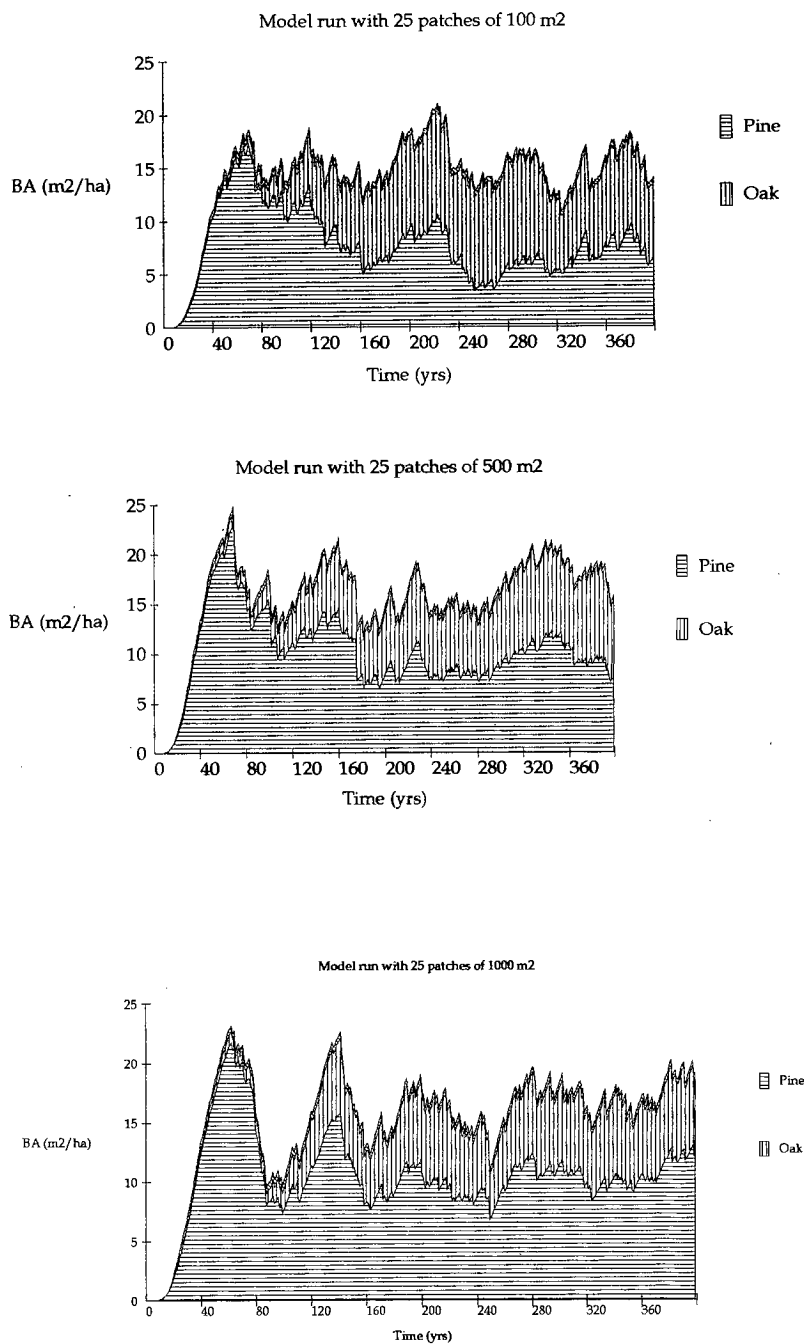 Model run with 25 patches of 100 m2
25
20
15
10
5
0
BA (m2/ha)
Pine
Oak
0 40 80 120 160 200 240 280 320 360
Time (yrs)
Model run with 25 patches of 500 m2
25
20
15
10
5
0
BA (m2/ha)
Pine
Oak
0 40 80 120 160 200 240 280 320 360
Time (yrs)
Model run with 25 patches of 1000 m2
25
20
15
10
5
0
BA (m2/ha)
Pine
Oak
0 40 80 120 160 200 240 280 320 360
Time (yrs)